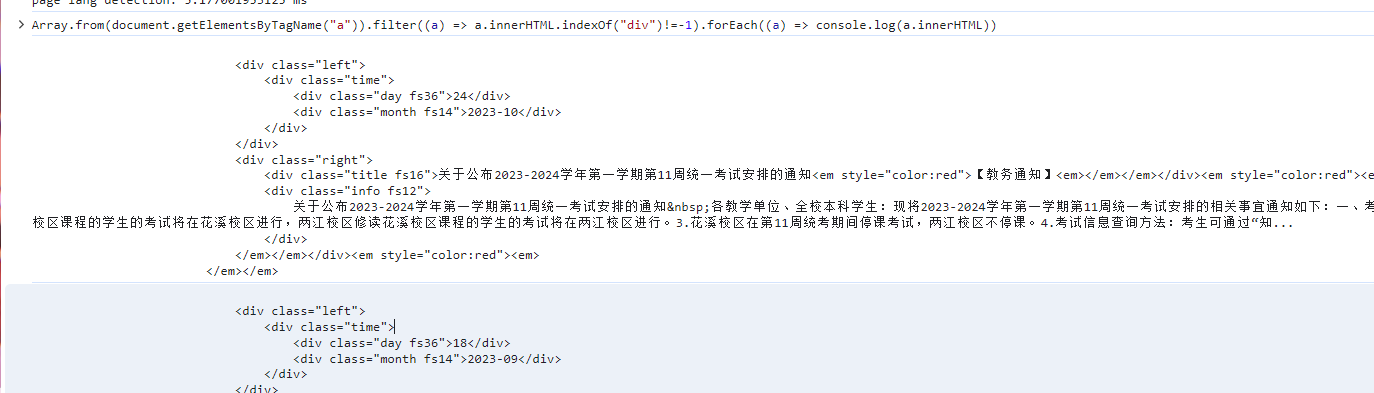 page lang detection: 5.177001953125 ms
> Array.from(document.getElementsByTagName("a")).filter((a) => a.innerHTML.indexOf("div")!=-1).forEach((a) => console.log(a.innerHTML))
<div class="left">
<div class="time">
<div class="day fs36">24</div>
<div class="month fs14">2023-10</div>
</div>
</div>
<div class="right">
<div class="title fs16">关于公布2023-2024学年第一学期第11周统一考试安排的通知<em style="color:red">【教务通知】<em></em></em></div><em style="color:red"><e
<div class="info fs12">
关于公布2023-2024学年第一学期第11周统一考试安排的通知&nbsp;各教学单位、全校本科学生：现将2023-2024学年第一学期第11周统一考试安排的相关事宜通知如下：一、考
校区课程的学生的考试将在花溪校区进行，两江校区修读花溪校区课程的学生的考试将在两江校区进行。3.花溪校区在第11周统考期间停课考试，两江校区不停课。4.考试信息查询方法：考生可通过“知...
</div>
</em></em></div><em style="color:red"><em>
</em></em>
<div class="left">
<div class="time">
<div class="day fs36">18</div>
<div class="month fs14">2023-09</div>
</div>
</div>